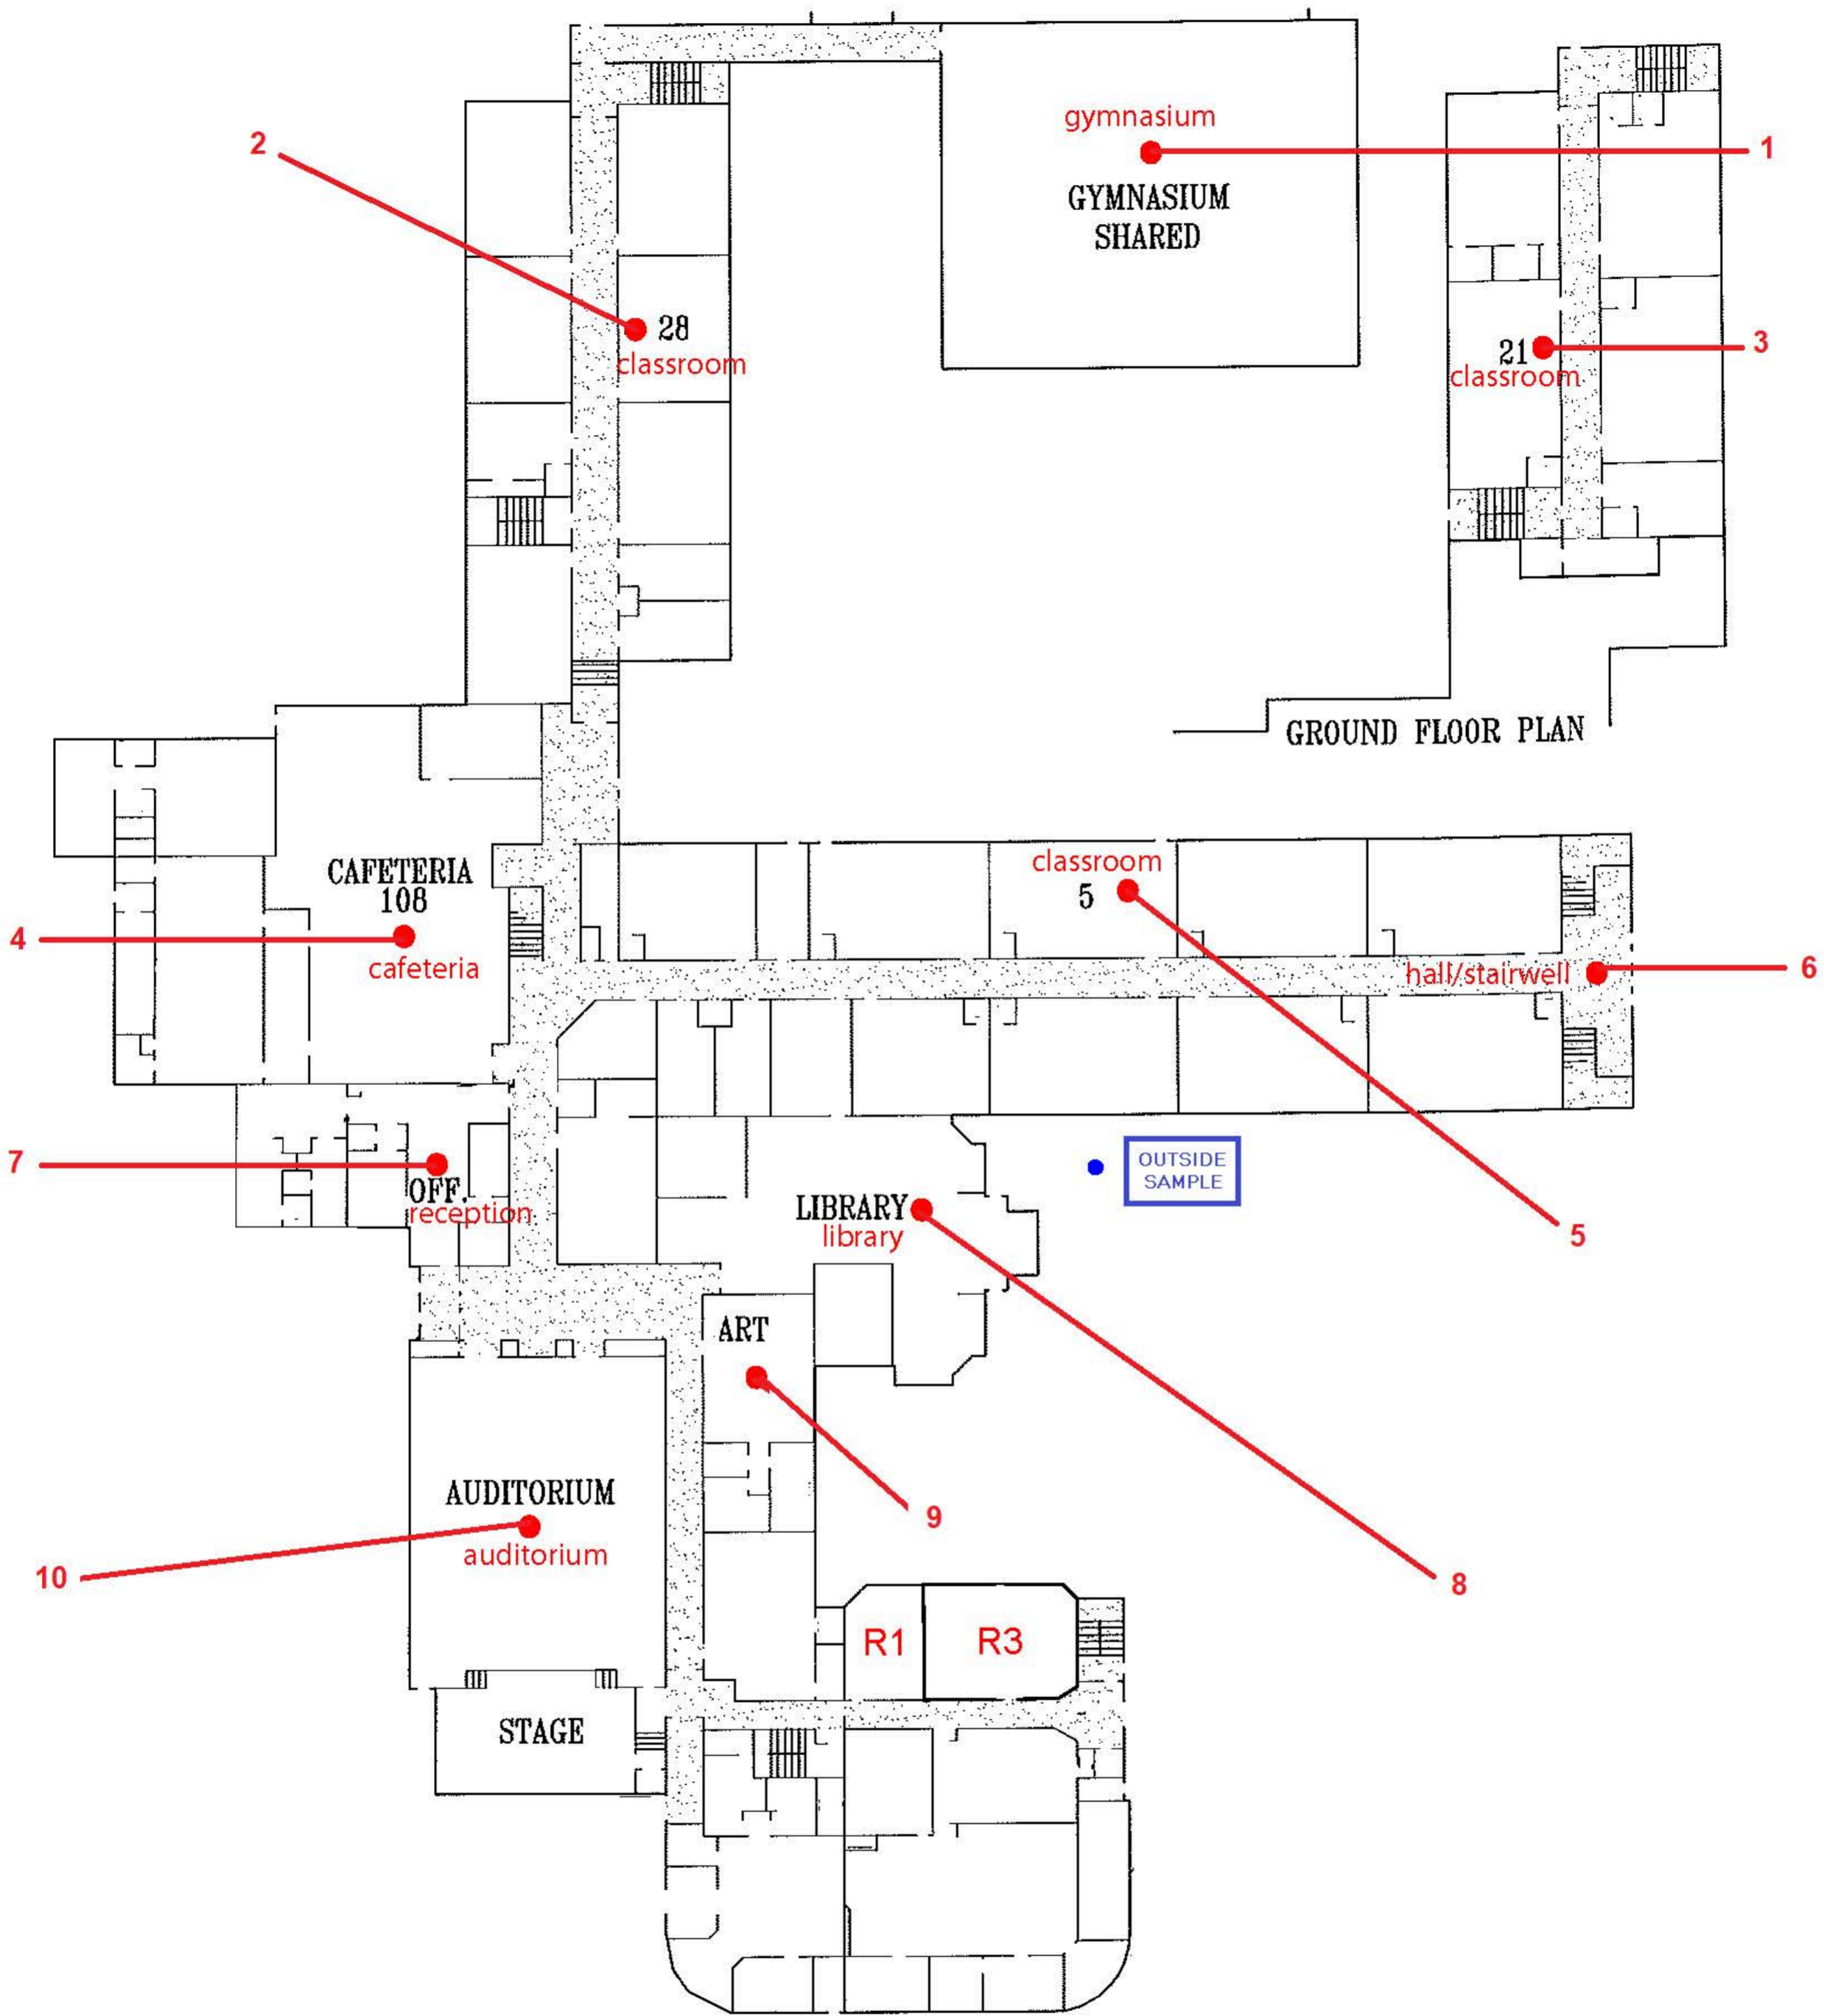 gymnasium
1
GYMNASIUM
SHARED
2
28
classroom
21
classroom
3
GROUND FLOOR PLAN
CAFETERIA
108
4
cafeteria
classroom
5
hall/stairwell
6
7
OFF.
reception
OUTSIDE
SAMPLE
LIBRARY
library
5
ART
9
8
AUDITORIUM
auditorium
10
R1
R3
STAGE